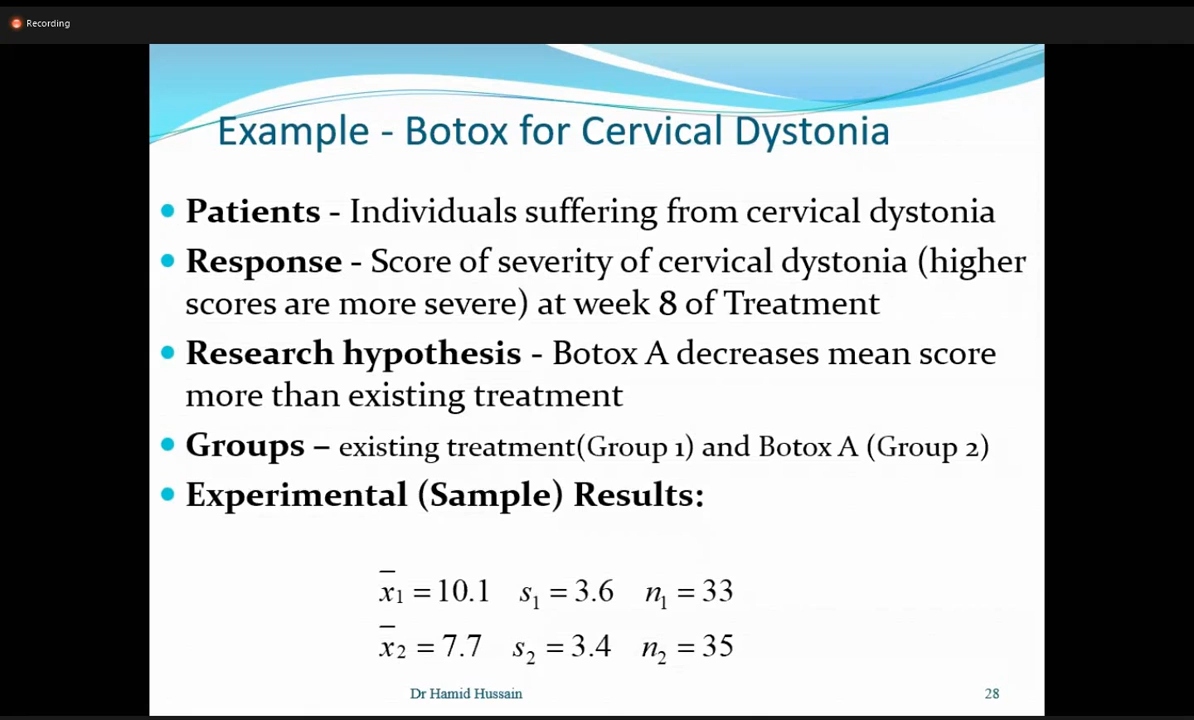 Recording
Example - Botox for Cervical Dystonia
Patients - Individuals suffering from cervical dystonia
Response - Score of severity of cervical dystonia (higher
scores are more severe) at week 8 of Treatment
Research hypothesis - Botox A decreases mean score
more than existing treatment
Groups – existing treatment(Group 1) and Botox A (Group 2)
Experimental (Sample) Results:
x̄₁ = 10.1 s₁ = 3.6 n₁ = 33
x̄₂ = 7.7 s₂ = 3.4 n₂ = 35
Dr Hamid Hussain 28